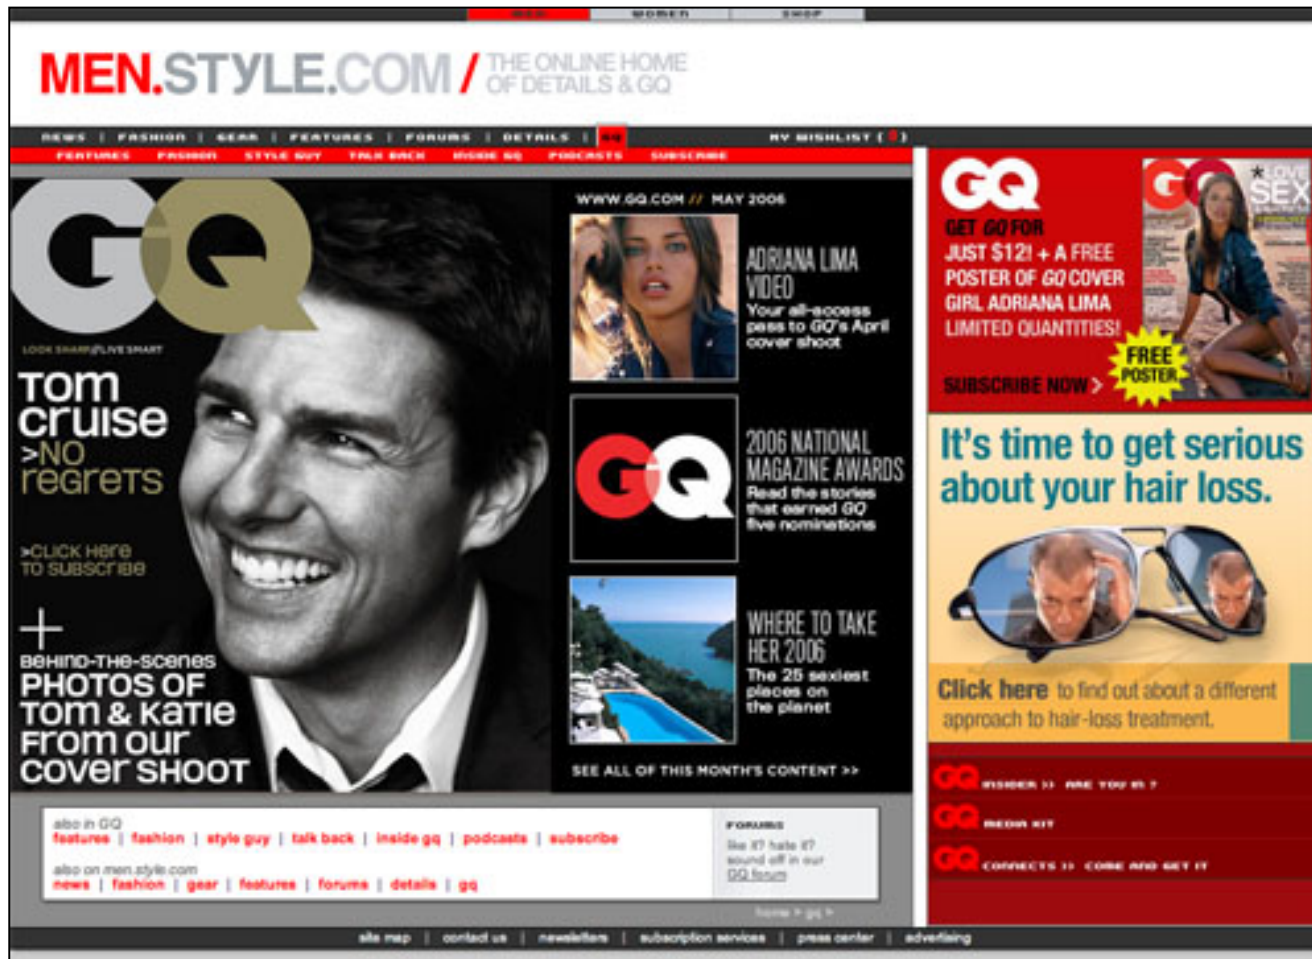 MEN
WOMEN
SHOP
MEN.STYLE.COM / THE ONLINE HOME
OF DETAILS & GQ
NEWS | FASHION | GEAR | FEATURES | FORUMS | DETAILS | GQ
MY WISHLIST ( 0 )
FEATURES FASHION STYLE GUY TALK BACK INSIDE GQ PODCASTS SUBSCRIBE
GQ
LOOK SHARP//LIVE SMART
TOM
CRUISE
>NO
REGRETS
>CLICK HERE
TO SUBSCRIBE
+
BEHIND-THE-SCENES
PHOTOS OF
TOM & KATIE
FROM OUR
COVER SHOOT
WWW.GQ.COM // MAY 2006
ADRIANA LIMA
VIDEO
Your all-access
pass to GQ's April
cover shoot
GQ
2006 NATIONAL
MAGAZINE AWARDS
Read the stories
that earned GQ
five nominations
WHERE TO TAKE
HER 2006
The 25 sexiest
places on
the planet
SEE ALL OF THIS MONTH'S CONTENT >>
GQ
GET GQ FOR
JUST $12! + A FREE
POSTER OF GQ COVER
GIRL ADRIANA LIMA
LIMITED QUANTITIES!
SUBSCRIBE NOW >
FREE
POSTER
GQ
*LOVE
SEX
It's time to get serious
about your hair loss.
Click here to find out about a different
approach to hair-loss treatment.
GQ INSIDER >> ARE YOU IN ?
GQ MEDIA KIT
GQ CONNECTS >> COME AND GET IT
also in GQ
features | fashion | style guy | talk back | inside gq | podcasts | subscribe
also on men.style.com
news | fashion | gear | features | forums | details | gq
FORUMS
like it? hate it?
sound off in our
GQ forum
home > gq >
site map | contact us | newsletters | subscription services | press center | advertising